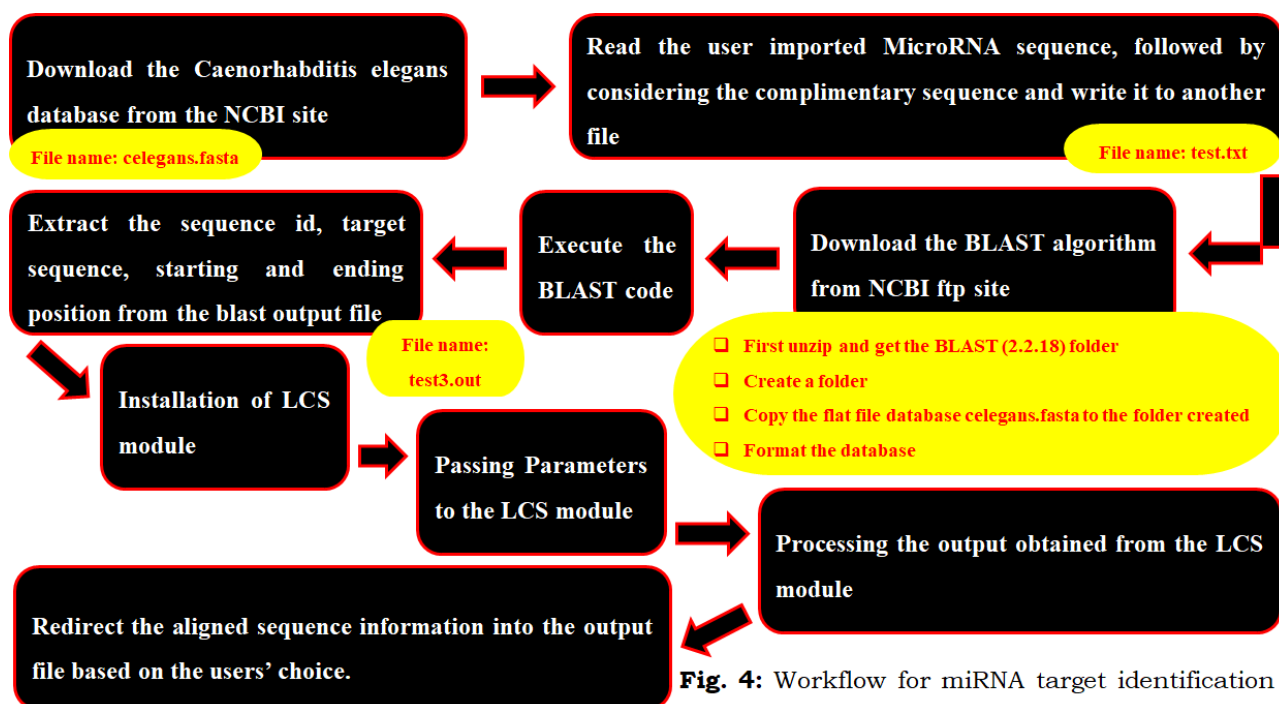 Download the Caenorhabditis elegans
database from the NCBI site
File name: celegans.fasta
Read the user imported MicroRNA sequence, followed by
considering the complimentary sequence and write it to another
file
File name: test.txt
Download the BLAST algorithm
from NCBI ftp site
❑ First unzip and get the BLAST (2.2.18) folder
❑ Create a folder
❑ Copy the flat file database celegans.fasta to the folder created
❑ Format the database
Execute the
BLAST code
Extract the sequence id, target
sequence, starting and ending
position from the blast output file
File name:
test3.out
Installation of LCS
module
Passing Parameters
to the LCS module
Processing the output obtained from the LCS
module
Redirect the aligned sequence information into the output
file based on the users’ choice.
Fig. 4: Workflow for miRNA target identification